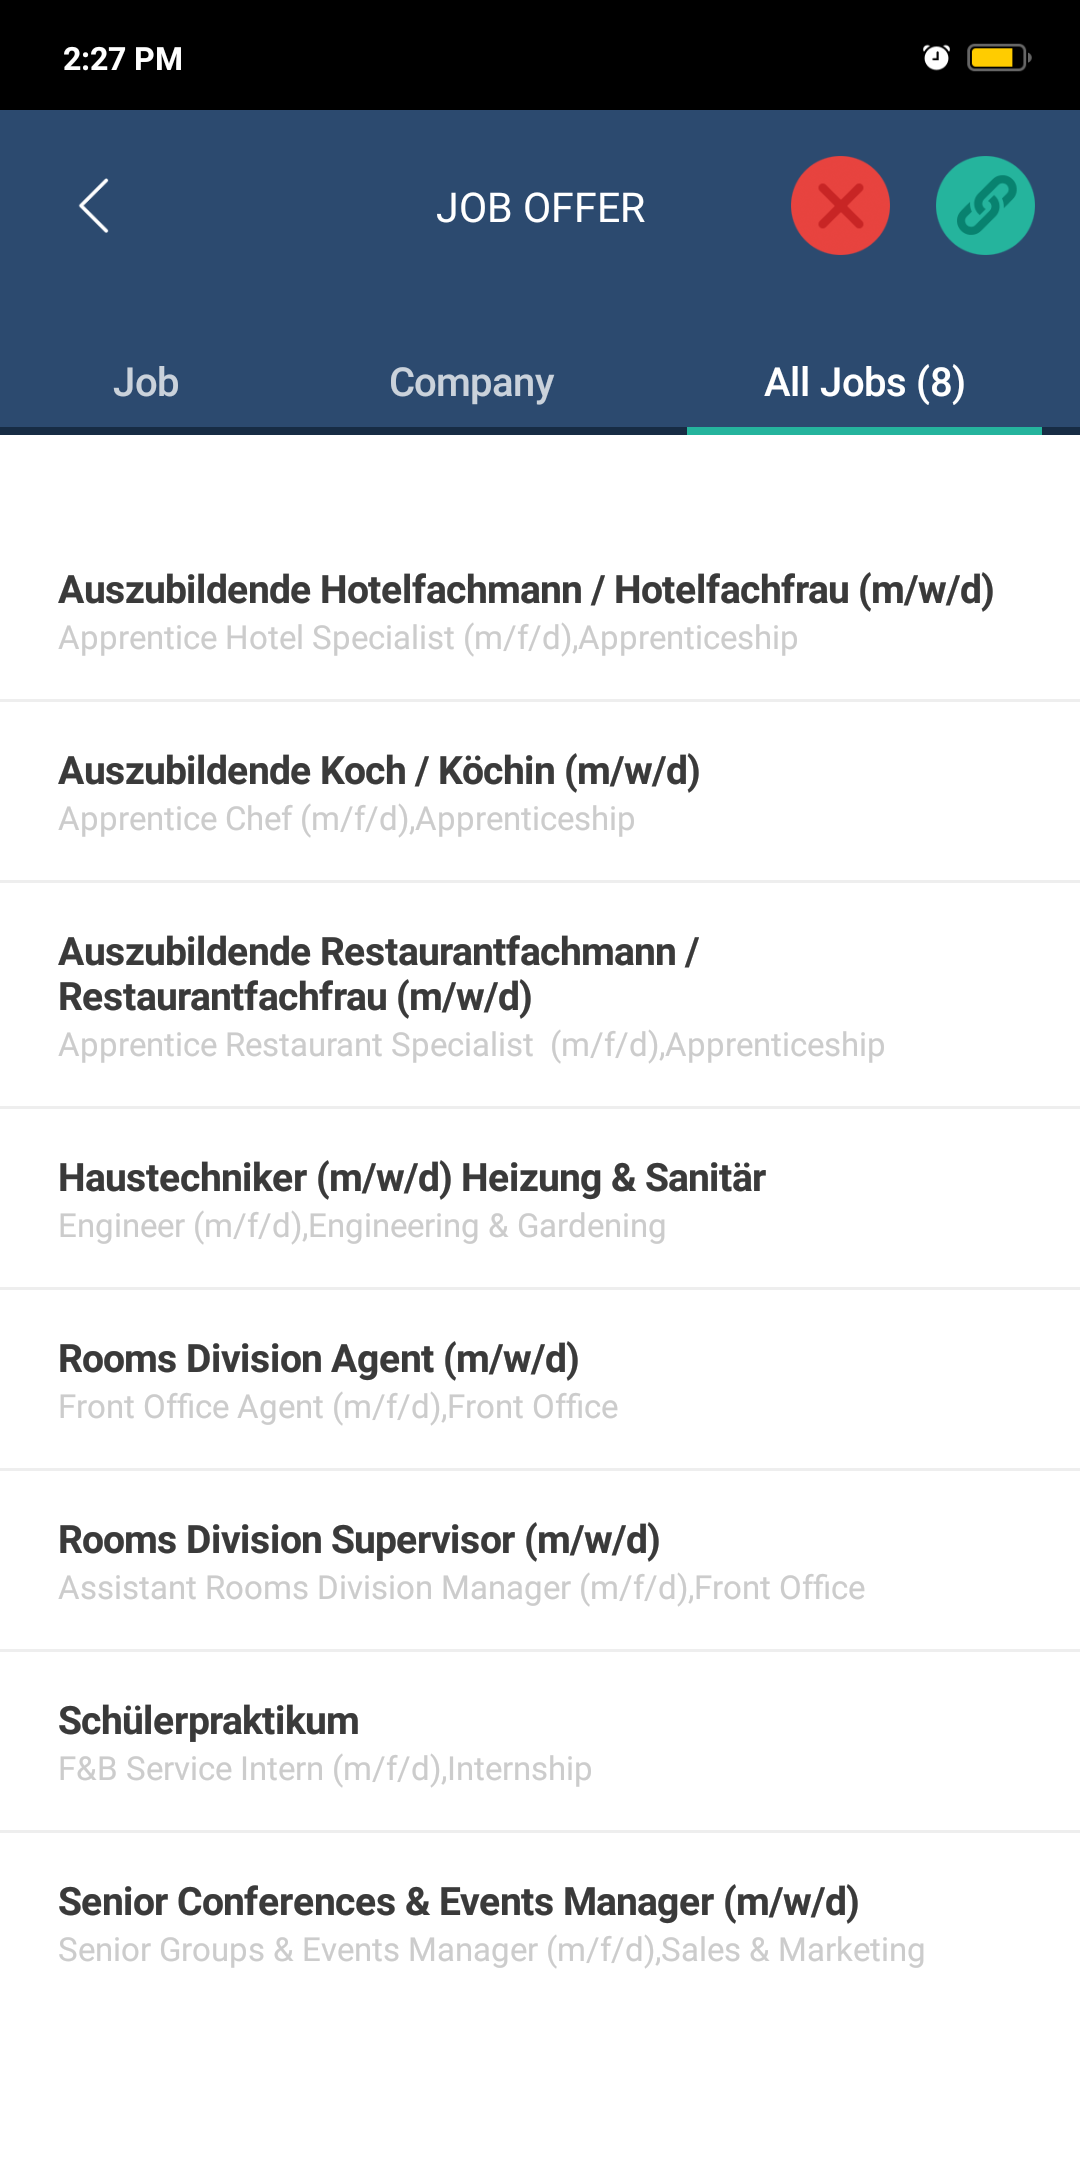 2:27 PM
JOB OFFER
Job
Company
All Jobs (8)
Auszubildende Hotelfachmann / Hotelfachfrau (m/w/d)
Apprentice Hotel Specialist (m/f/d),Apprenticeship
Auszubildende Koch / Köchin (m/w/d)
Apprentice Chef (m/f/d),Apprenticeship
Auszubildende Restaurantfachmann /
Restaurantfachfrau (m/w/d)
Apprentice Restaurant Specialist  (m/f/d),Apprenticeship
Haustechniker (m/w/d) Heizung & Sanitär
Engineer (m/f/d),Engineering & Gardening
Rooms Division Agent (m/w/d)
Front Office Agent (m/f/d),Front Office
Rooms Division Supervisor (m/w/d)
Assistant Rooms Division Manager (m/f/d),Front Office
Schülerpraktikum
F&B Service Intern (m/f/d),Internship
Senior Conferences & Events Manager (m/w/d)
Senior Groups & Events Manager (m/f/d),Sales & Marketing